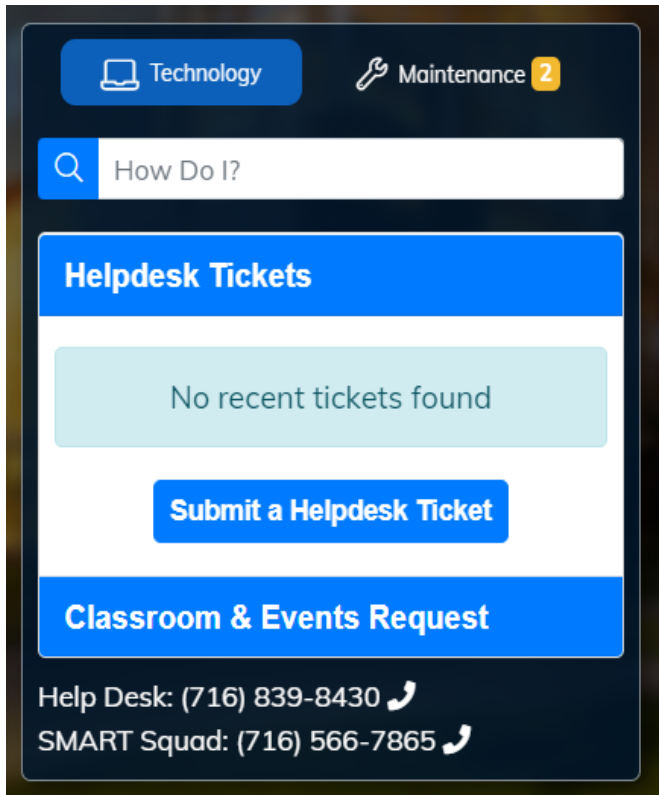 Technology Maintenance 2
How Do I?
Helpdesk Tickets
No recent tickets found
Submit a Helpdesk Ticket
Classroom & Events Request
Help Desk: (716) 839-8430
SMART Squad: (716) 566-7865